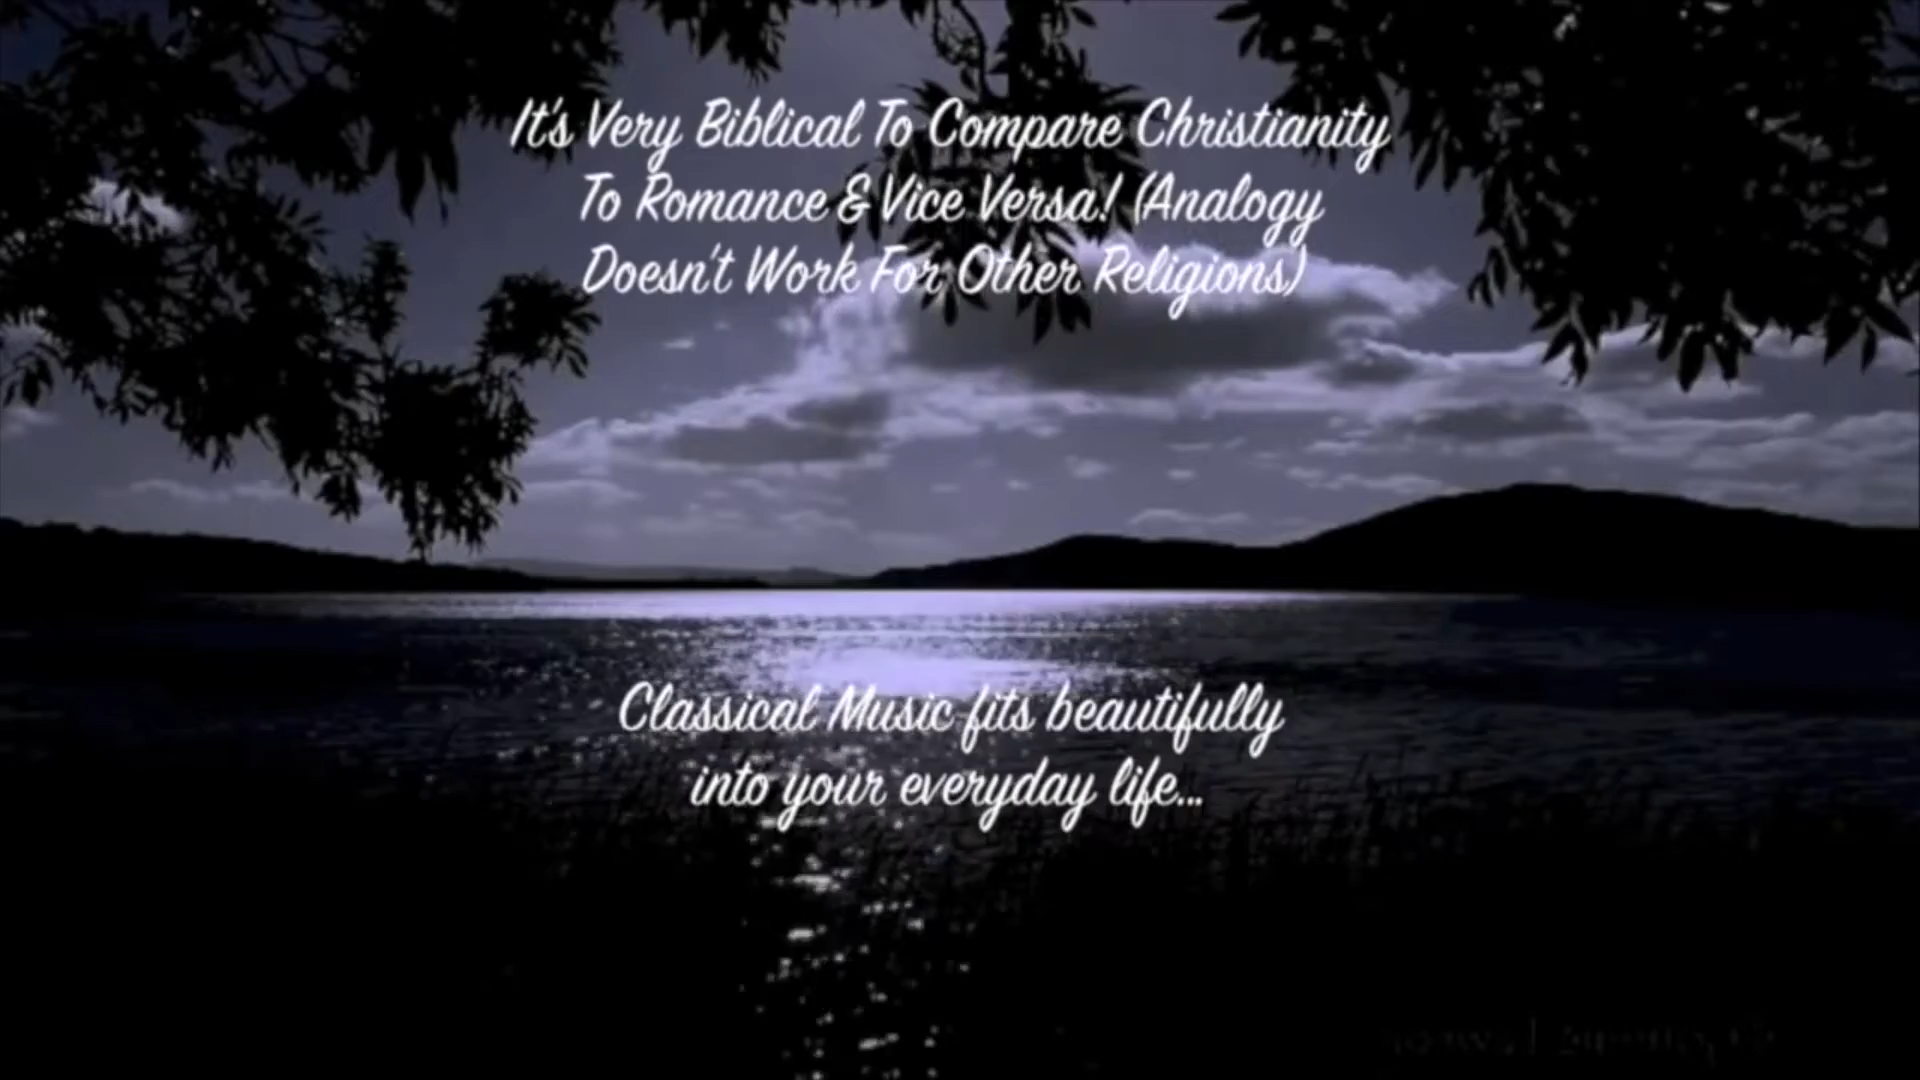 It's Very Biblical To Compare Christianity
To Romance & Vice Versa! (Analogy
Doesn't Work For Other Religions)
Classical Music fits beautifully
into your everyday life...